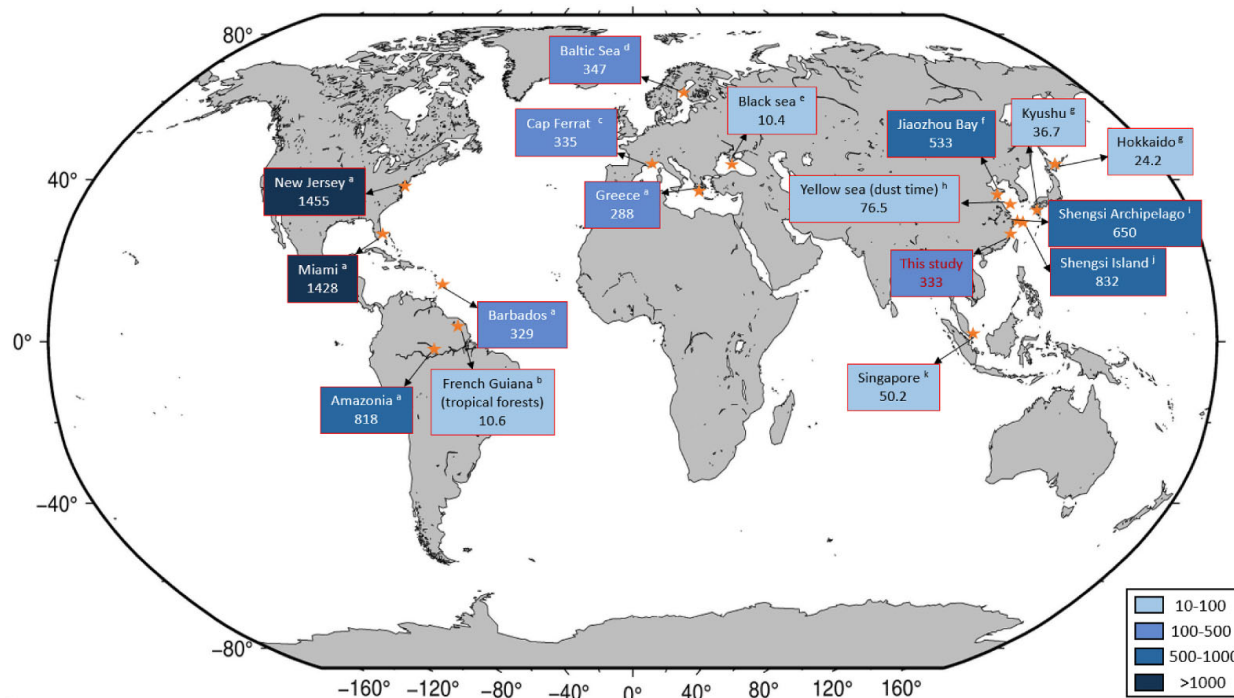 80°
40°
0°
−40°
−80°
−160°
−120°
−80°
−40°
0°
40°
80°
120°
160°
Baltic Sea d
347
Black sea e
10.4
Cap Ferrat c
335
Jiaozhou Bay f
533
Kyushu g
36.7
Hokkaido g
24.2
New Jersey a
1455
Greece a
288
Yellow sea (dust time) h
76.5
Shengsi Archipelago i
650
Miami a
1428
This study
333
Shengsi Island j
832
Barbados a
329
Amazonia a
818
French Guiana b
(tropical forests)
10.6
Singapore k
50.2
10-100
100-500
500-1000
>1000